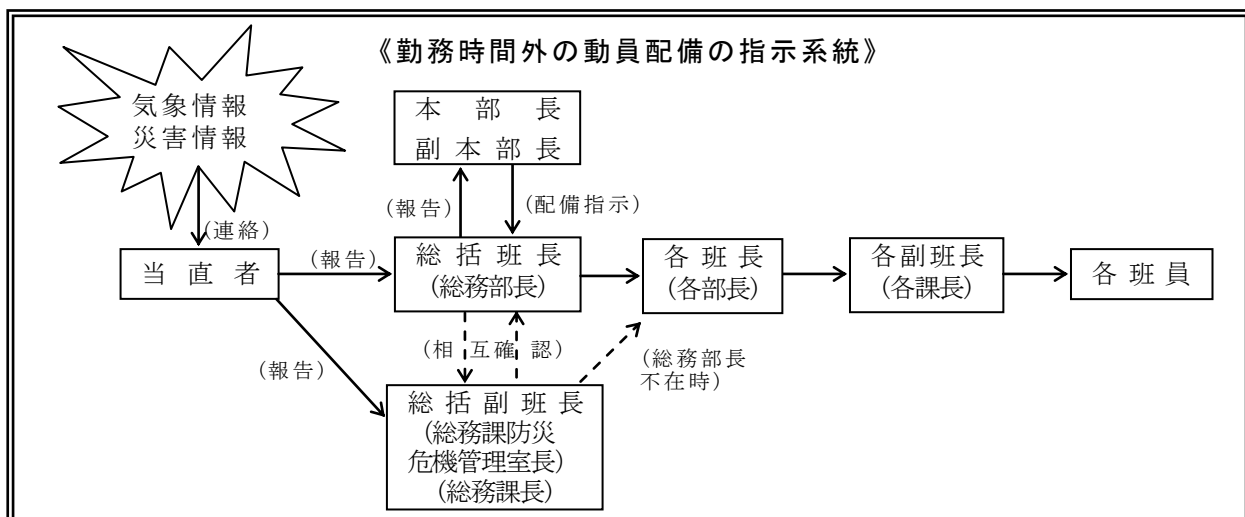 《勤務時間外の動員配備の指示系統》
気象情報
災害情報
本部長
副本部長
(報告)
(配備指示)
(連絡)
当直者
(報告)
総括班長
(総務部長)
各班長
(各部長)
各副班長
(各課長)
各班員
(相互確認)
(総務部長
不在時)
(報告)
総括副班長
(総務課防災
危機管理室長)
(総務課長)